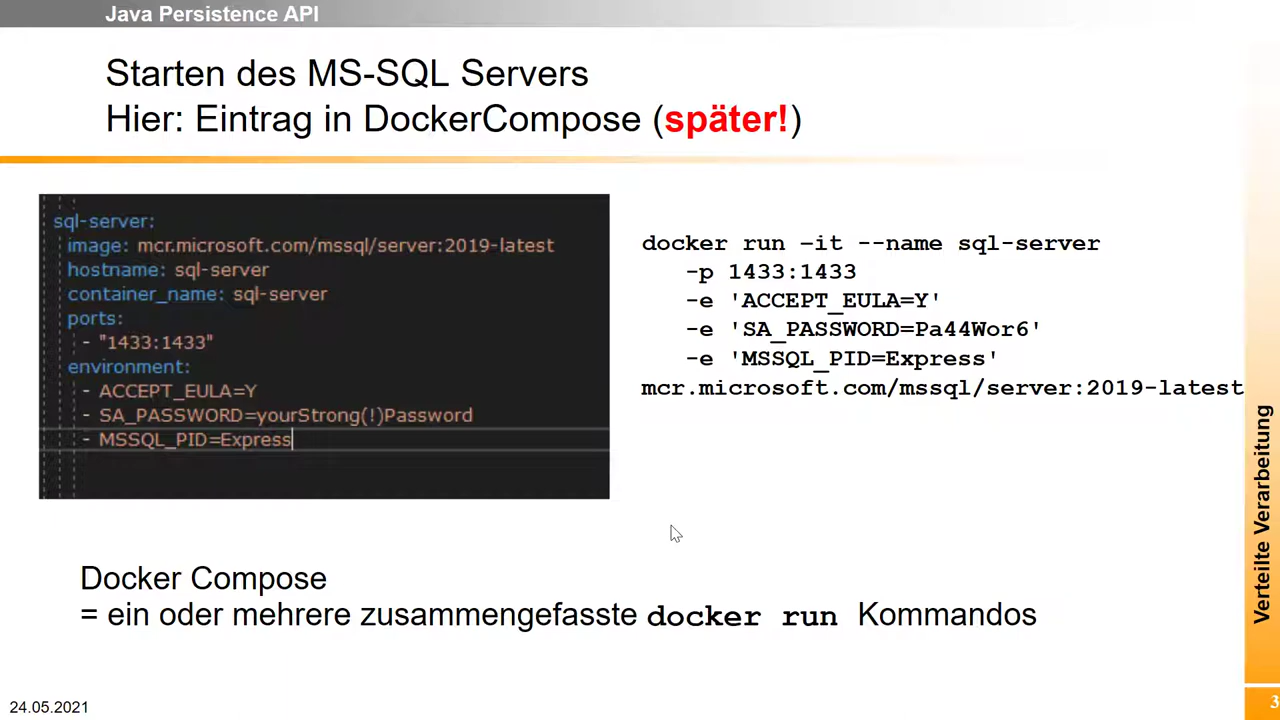 Java Persistence API
Starten des MS-SQL Servers
Hier: Eintrag in DockerCompose (später!)
sql-server:
image: mcr.microsoft.com/mssql/server:2019-latest
hostname: sql-server
container_name: sql-server
ports:
- "1433:1433"
environment:
- ACCEPT_EULA=Y
- SA_PASSWORD=yourStrong(!)Password
- MSSQL_PID=Express
docker run –it --name sql-server
-p 1433:1433
-e 'ACCEPT_EULA=Y'
-e 'SA_PASSWORD=Pa44Wor6'
-e 'MSSQL_PID=Express'
mcr.microsoft.com/mssql/server:2019-latest
Docker Compose
= ein oder mehrere zusammengefasste docker run Kommandos
Verteilte Verarbeitung
24.05.2021
3